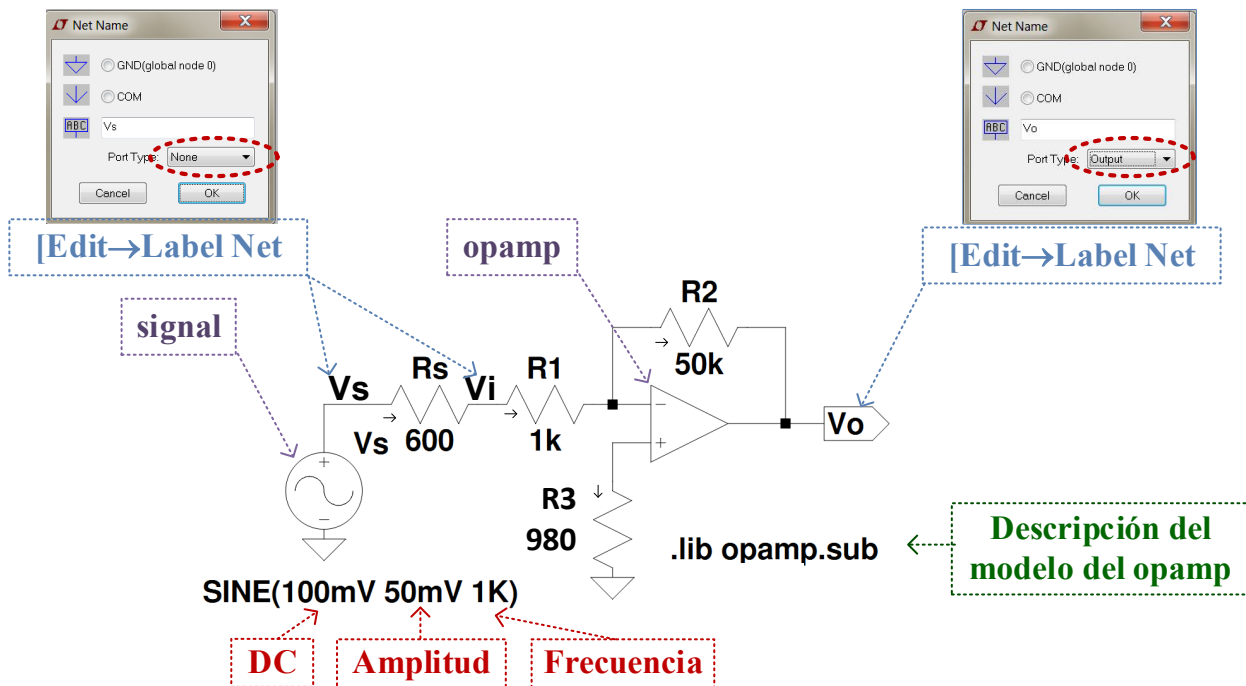 Net Name
GND(global node 0)
COM
ABC
Vs
Port Type: None
Cancel
OK
Net Name
GND(global node 0)
COM
ABC
Vo
Port Type: Output
Cancel
OK
[Edit→Label Net
opamp
[Edit→Label Net
signal
R2
50k
Vs
Rs
Vi
R1
Vs
600
1k
−
+
Vo
+
−
R3
980
.lib opamp.sub
Descripción del
modelo del opamp
SINE(100mV 50mV 1K)
DC
Amplitud
Frecuencia